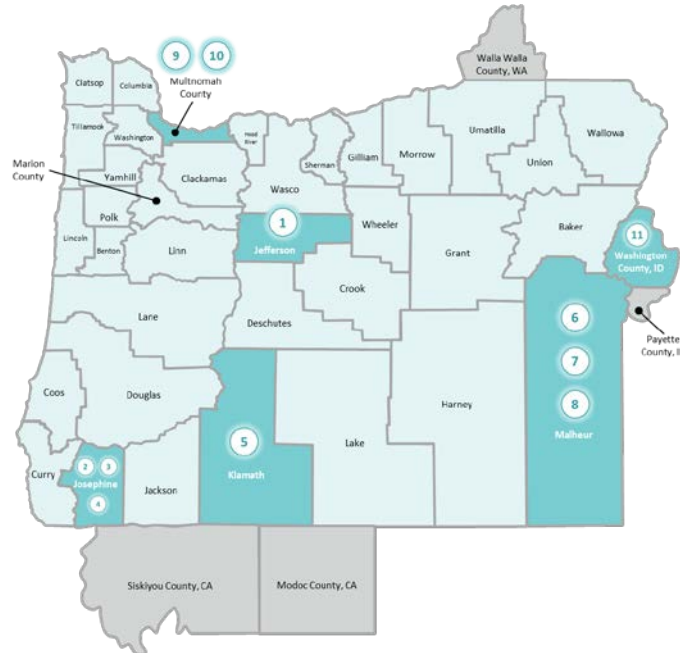 9
10
Multnomah
County
Walla Walla
County, WA
Clatsop
Columbia
Tillamook
Washington
Hood
River
Sherman
Gilliam
Morrow
Umatilla
Wallowa
Union
Marion
County
Yamhill
Clackamas
Wasco
Polk
1
Jefferson
Wheeler
Grant
Baker
11
Washington
County, ID
Lincoln
Benton
Linn
Crook
Lane
Deschutes
6
Payette
County, I
7
Coos
Douglas
Harney
8
Malheur
5
Klamath
Lake
Curry
2
3
Josephine
4
Jackson
Siskiyou County, CA
Modoc County, CA